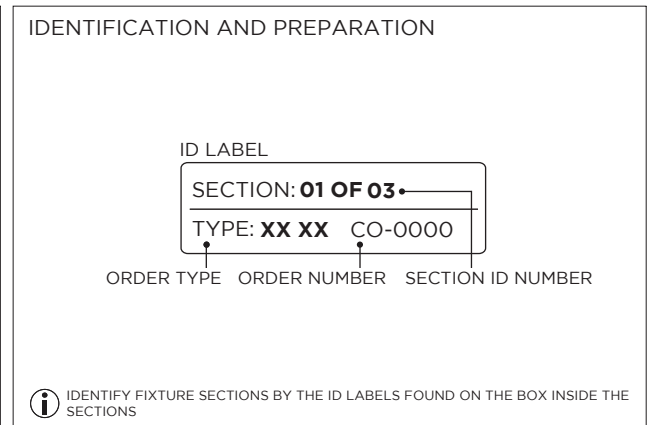 IDENTIFICATION AND PREPARATION
ID LABEL
SECTION: 01 OF 03
TYPE: XX XX CO-0000
ORDER TYPE ORDER NUMBER SECTION ID NUMBER
IDENTIFY FIXTURE SECTIONS BY THE ID LABELS FOUND ON THE BOX INSIDE THE
SECTIONS